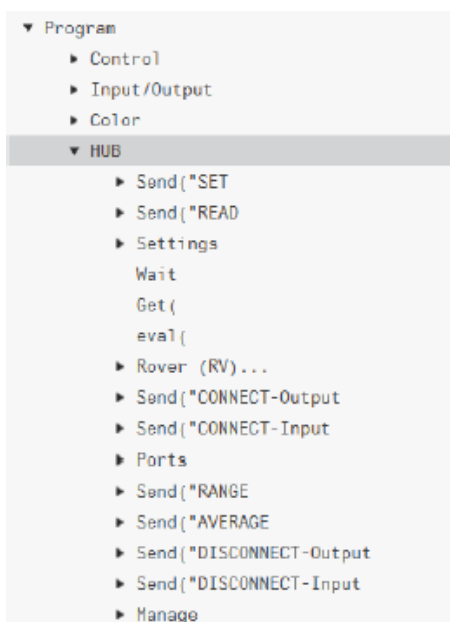 Program
Control
Input/Output
Color
HUB
Send("SET
Send("READ
Settings
Wait
Get(
eval(
Rover (RV)...
Send("CONNECT-Output
Send("CONNECT-Input
Ports
Send("RANGE
Send("AVERAGE
Send("DISCONNECT-Output
Send("DISCONNECT-Input
Manage